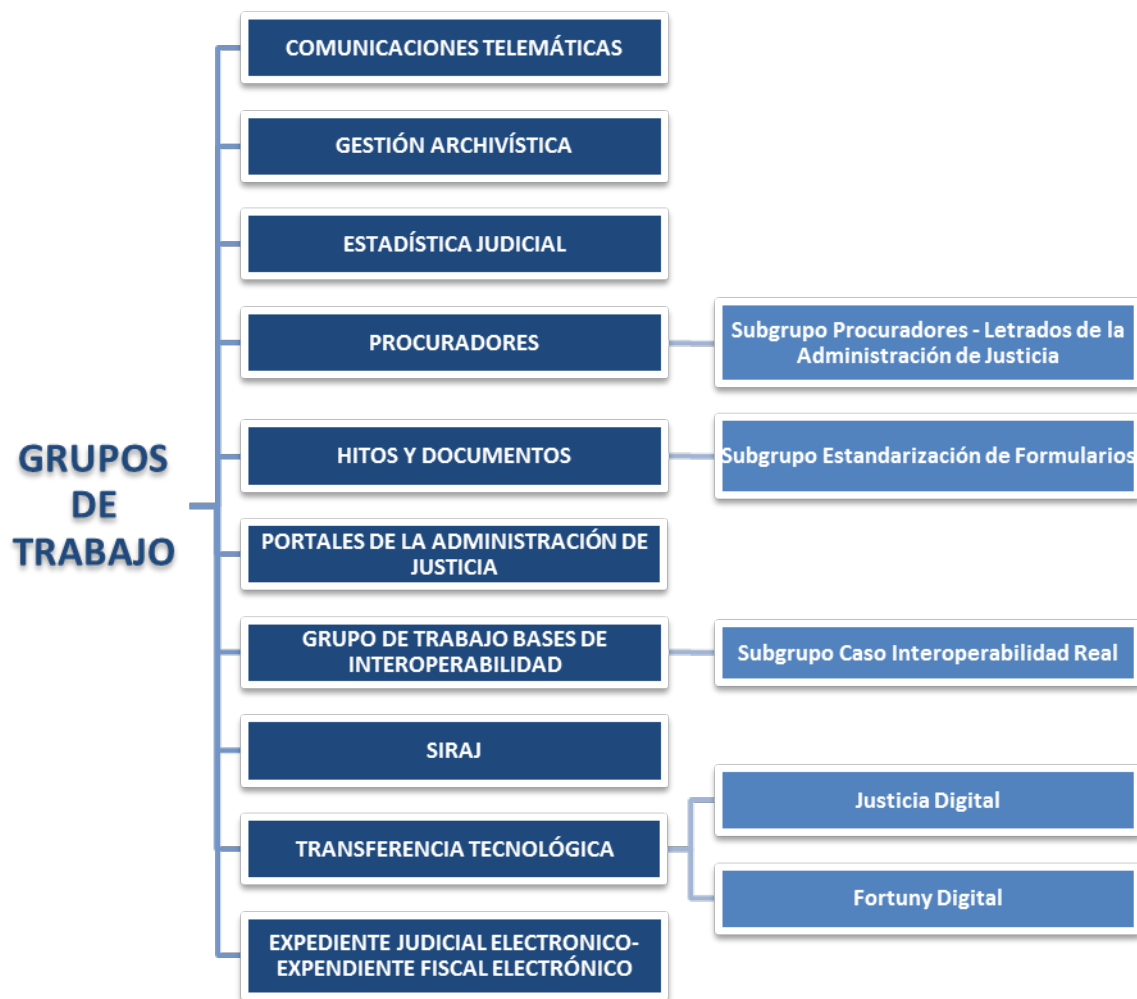 GRUPOS
DE
TRABAJO
COMUNICACIONES TELEMÁTICAS
GESTIÓN ARCHIVÍSTICA
ESTADÍSTICA JUDICIAL
PROCURADORES
Subgrupo Procuradores - Letrados de la
Administración de Justicia
HITOS Y DOCUMENTOS
Subgrupo Estandarización de Formularios
PORTALES DE LA ADMINISTRACIÓN DE
JUSTICIA
GRUPO DE TRABAJO BASES DE
INTEROPERABILIDAD
Subgrupo Caso Interoperabilidad Real
SIRAJ
TRANSFERENCIA TECNOLÓGICA
Justicia Digital
Fortuny Digital
EXPEDIENTE JUDICIAL ELECTRONICO-
EXPENDIENTE FISCAL ELECTRÓNICO